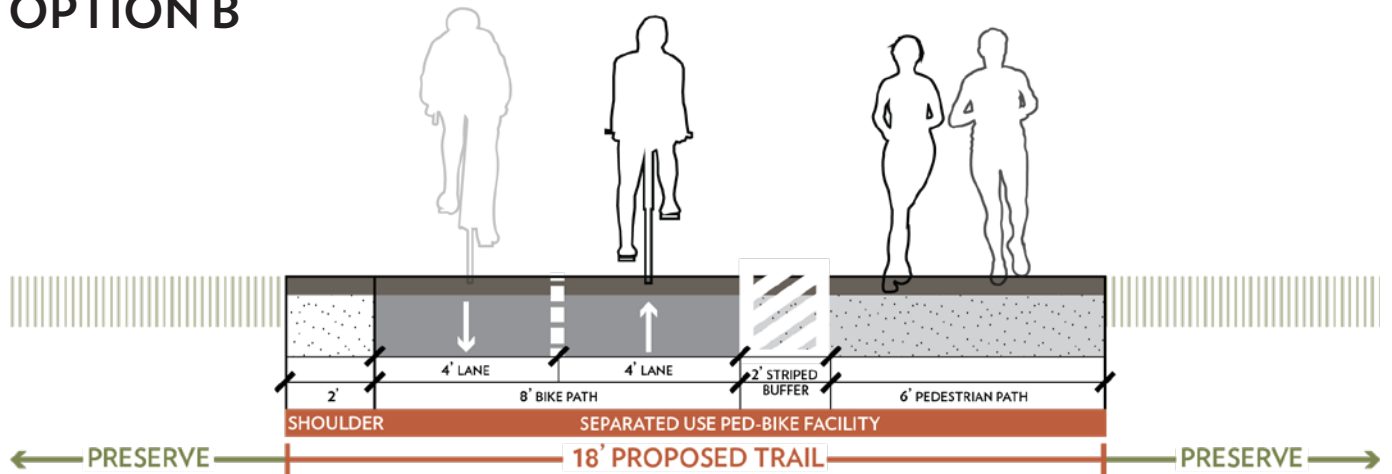 OPTION B
4' LANE
4' LANE
2' STRIPED
BUFFER
2'
8' BIKE PATH
6' PEDESTRIAN PATH
SHOULDER
SEPARATED USE PED-BIKE FACILITY
PRESERVE
18' PROPOSED TRAIL
PRESERVE